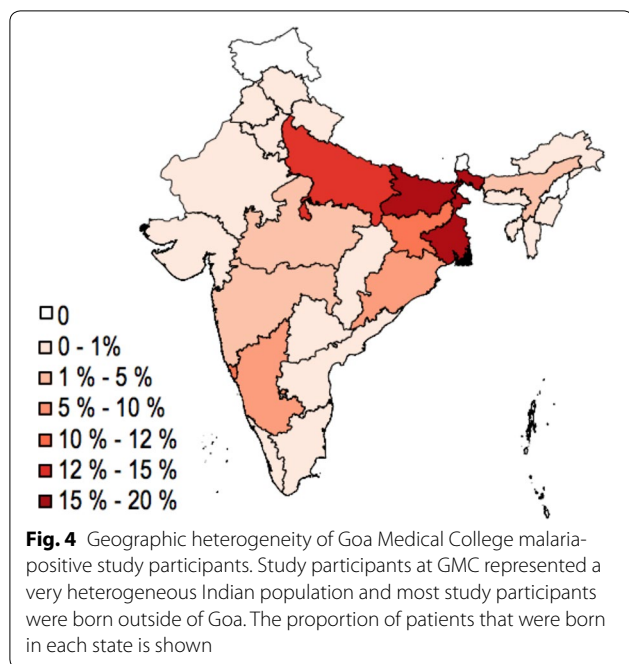 0
0 - 1%
1 % - 5 %
5 % - 10 %
10 % - 12 %
12 % - 15 %
15 % - 20 %
Fig. 4 Geographic heterogeneity of Goa Medical College malaria-
positive study participants. Study participants at GMC represented a
very heterogeneous Indian population and most study participants
were born outside of Goa. The proportion of patients that were born
in each state is shown